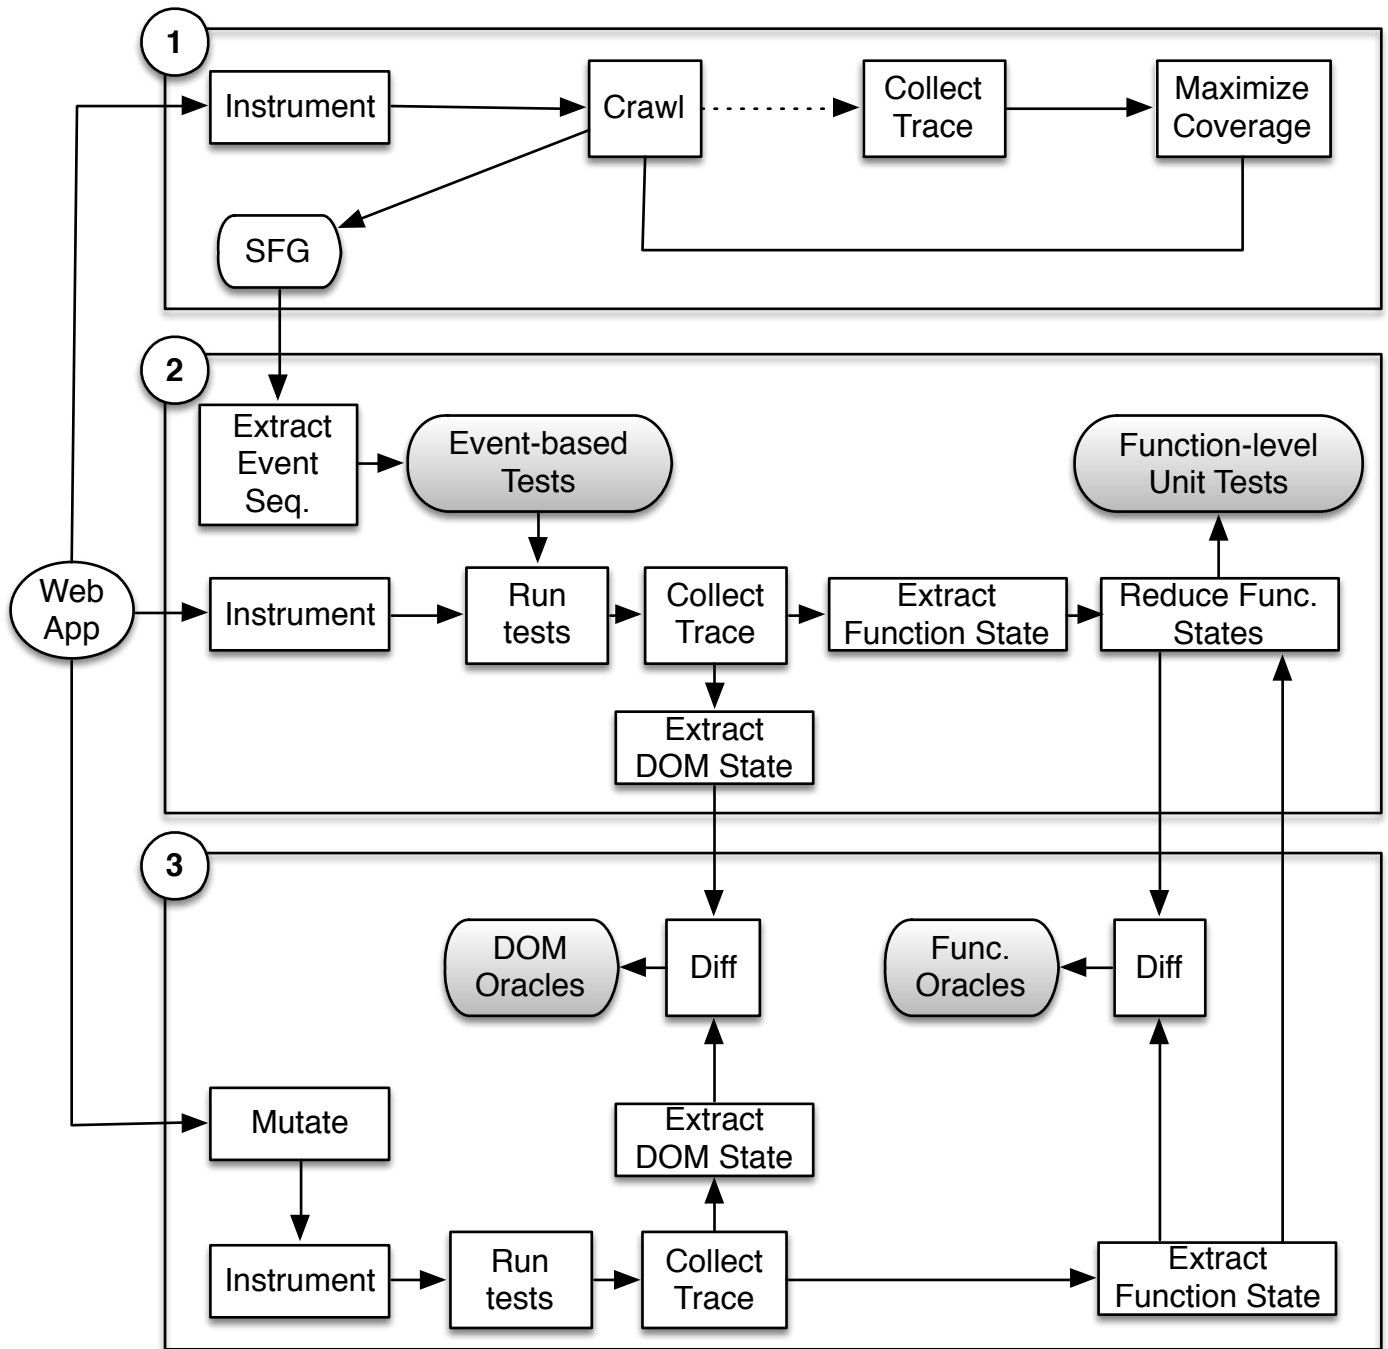 1
Instrument
Crawl
Collect
Trace
Maximize
Coverage
SFG
2
Extract
Event
Seq.
Event-based
Tests
Function-level
Unit Tests
Web
App
Instrument
Run
tests
Collect
Trace
Extract
Function State
Reduce Func.
States
Extract
DOM State
3
DOM
Oracles
Diff
Func.
Oracles
Diff
Mutate
Extract
DOM State
Instrument
Run
tests
Collect
Trace
Extract
Function State